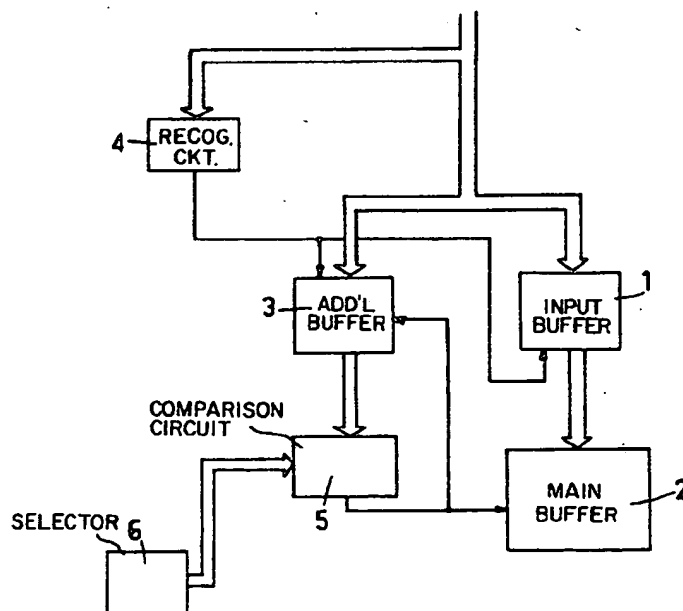 4
RECOG.
CKT.
3
ADD'L
BUFFER
1
INPUT
BUFFER
COMPARISON
CIRCUIT
5
MAIN
BUFFER
2
SELECTOR
6